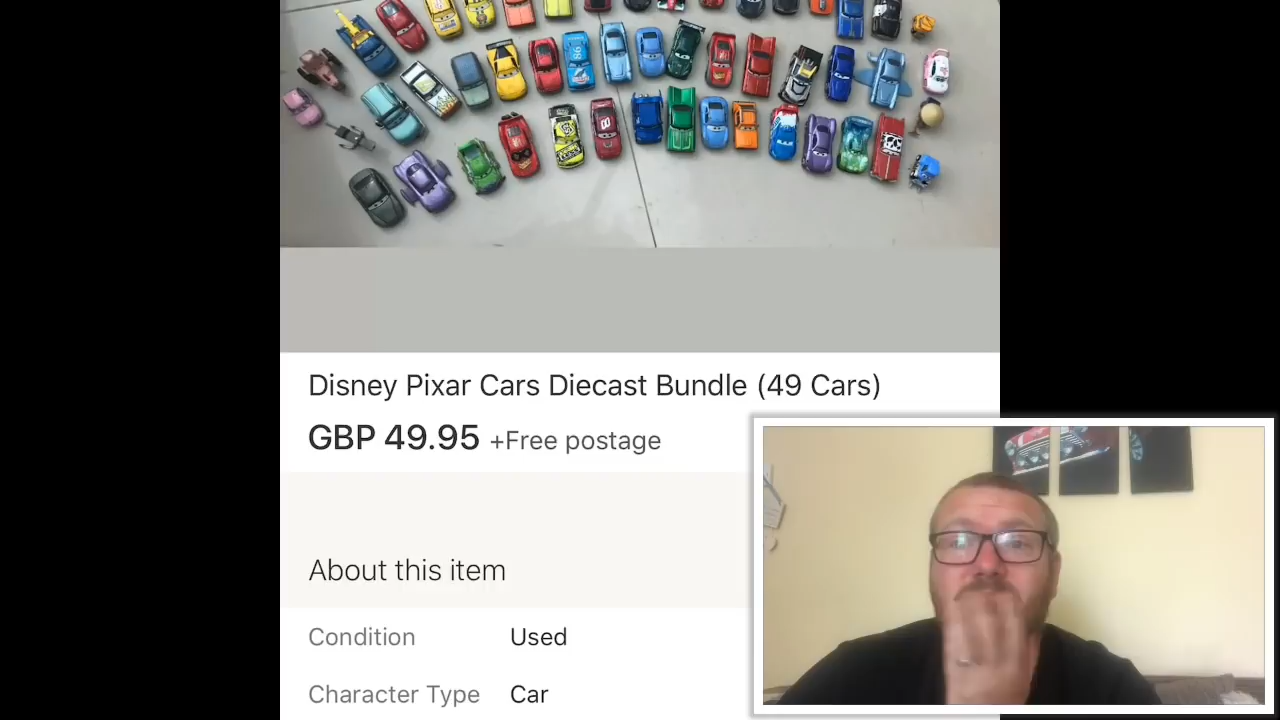 Disney Pixar Cars Diecast Bundle (49 Cars)
GBP 49.95 +Free postage
About this item
Condition Used
Character Type Car